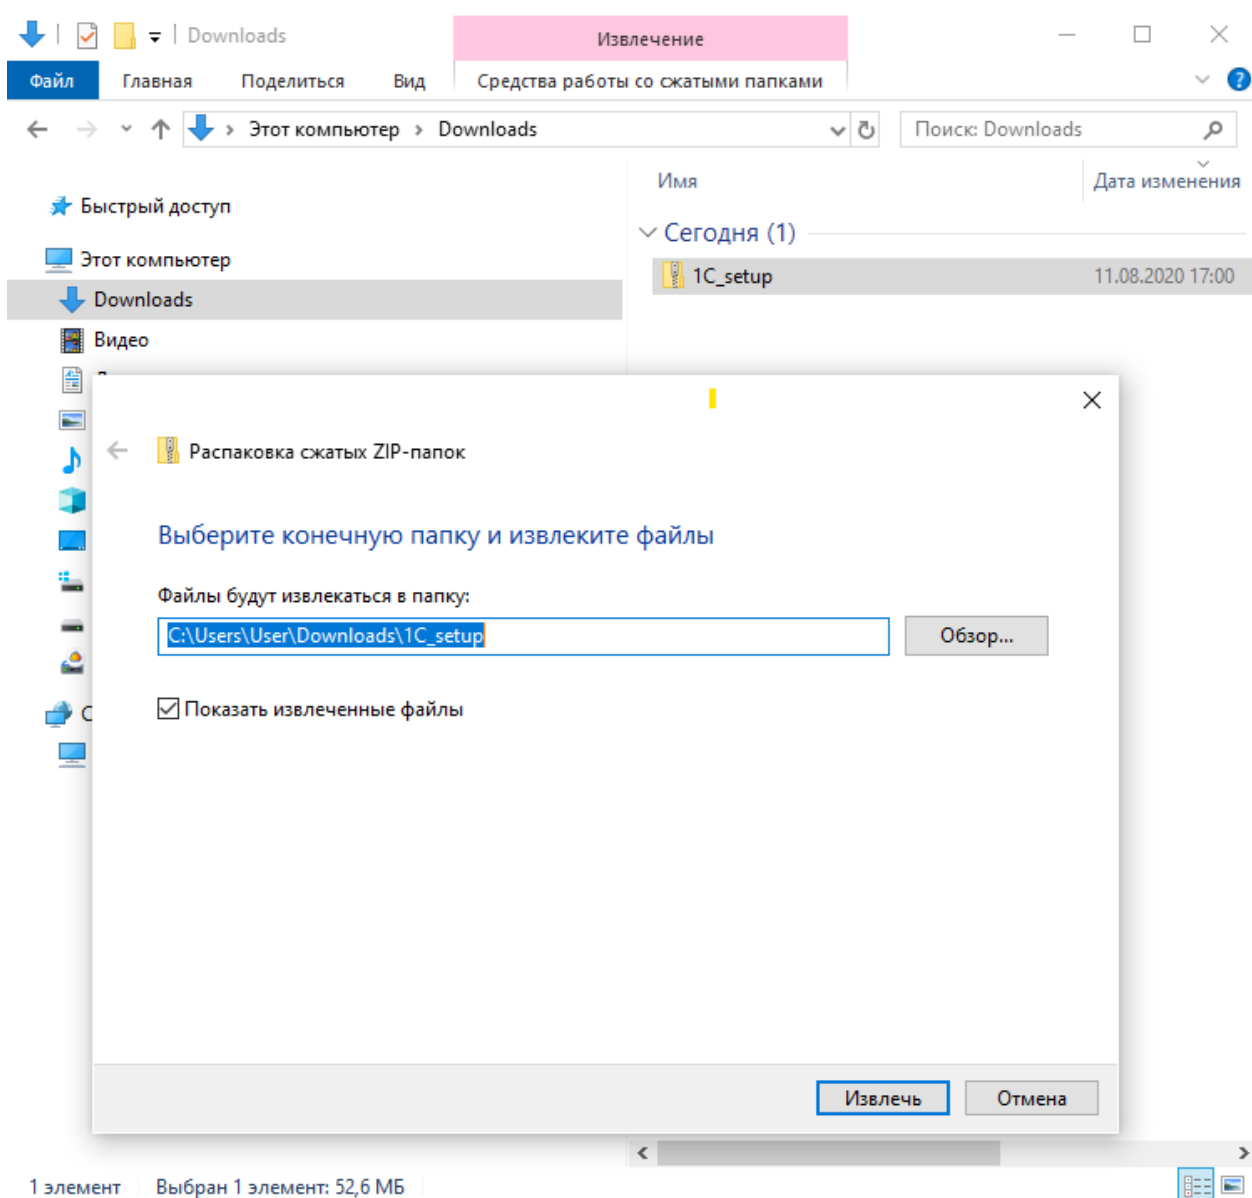 Downloads
Извлечение
Файл Главная Поделиться Вид Средства работы со сжатыми папками
Этот компьютер › Downloads
Поиск: Downloads
Имя Дата изменения
Быстрый доступ
Сегодня (1)
Этот компьютер
1C_setup 11.08.2020 17:00
Downloads
Видео
Распаковка сжатых ZIP-папок
Выберите конечную папку и извлеките файлы
Файлы будут извлекаться в папку:
C:\Users\User\Downloads\1C_setup
Обзор...
Показать извлеченные файлы
Извлечь Отмена
1 элемент Выбран 1 элемент: 52,6 МБ